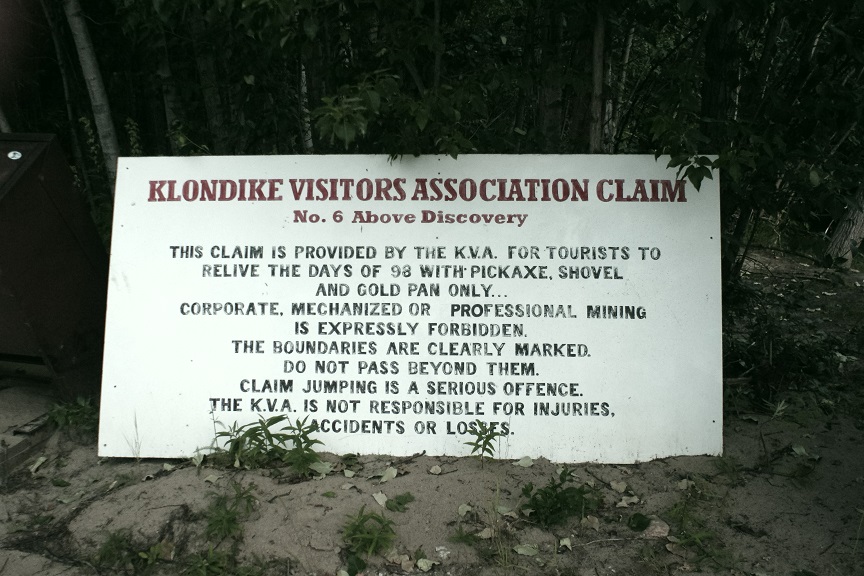 KLONDIKE VISITORS ASSOCIATION CLAIM
No. 6 Above Discovery
THIS CLAIM IS PROVIDED BY THE K.V.A. FOR TOURISTS TO
RELIVE THE DAYS OF 98 WITH PICKAXE, SHOVEL
AND GOLD PAN ONLY...
CORPORATE, MECHANIZED OR PROFESSIONAL MINING
IS EXPRESSLY FORBIDDEN.
THE BOUNDARIES ARE CLEARLY MARKED.
DO NOT PASS BEYOND THEM.
CLAIM JUMPING IS A SERIOUS OFFENCE.
THE K.V.A. IS NOT RESPONSIBLE FOR INJURIES,
ACCIDENTS OR LOSSES.